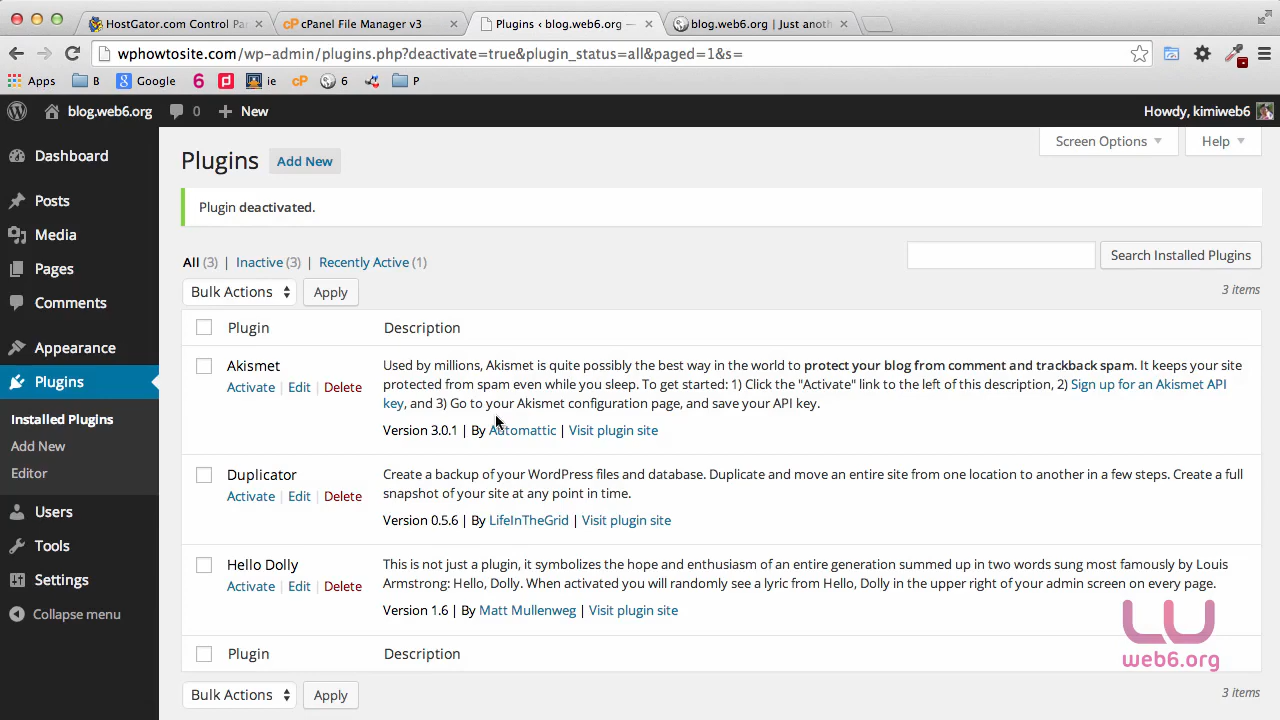 HostGator.com Control Pa
cPanel File Manager v3
Plugins ‹ blog.web6.org —
blog.web6.org | Just anoth
wphowtosite.com/wp-admin/plugins.php?deactivate=true&plugin_status=all&paged=1&s=
Apps
B
Google
6
ie
cP
6
P
blog.web6.org
0
New
Howdy, kimiweb6
Dashboard
Posts
Media
Pages
Comments
Appearance
Plugins
Installed Plugins
Add New
Editor
Users
Tools
Settings
Collapse menu
Screen Options
Help
Plugins
Add New
Plugin deactivated.
All (3) | Inactive (3) | Recently Active (1)
Search Installed Plugins
Bulk Actions
Apply
3 items
Plugin
Description
Akismet
Activate | Edit | Delete
Used by millions, Akismet is quite possibly the best way in the world to protect your blog from comment and trackback spam. It keeps your site
protected from spam even while you sleep. To get started: 1) Click the "Activate" link to the left of this description, 2) Sign up for an Akismet API
key, and 3) Go to your Akismet configuration page, and save your API key.
Version 3.0.1 | By Automattic | Visit plugin site
Duplicator
Activate | Edit | Delete
Create a backup of your WordPress files and database. Duplicate and move an entire site from one location to another in a few steps. Create a full
snapshot of your site at any point in time.
Version 0.5.6 | By LifeInTheGrid | Visit plugin site
Hello Dolly
Activate | Edit | Delete
This is not just a plugin, it symbolizes the hope and enthusiasm of an entire generation summed up in two words sung most famously by Louis
Armstrong: Hello, Dolly. When activated you will randomly see a lyric from Hello, Dolly in the upper right of your admin screen on every page.
Version 1.6 | By Matt Mullenweg | Visit plugin site
Plugin
Description
Bulk Actions
Apply
3 items
web6.org